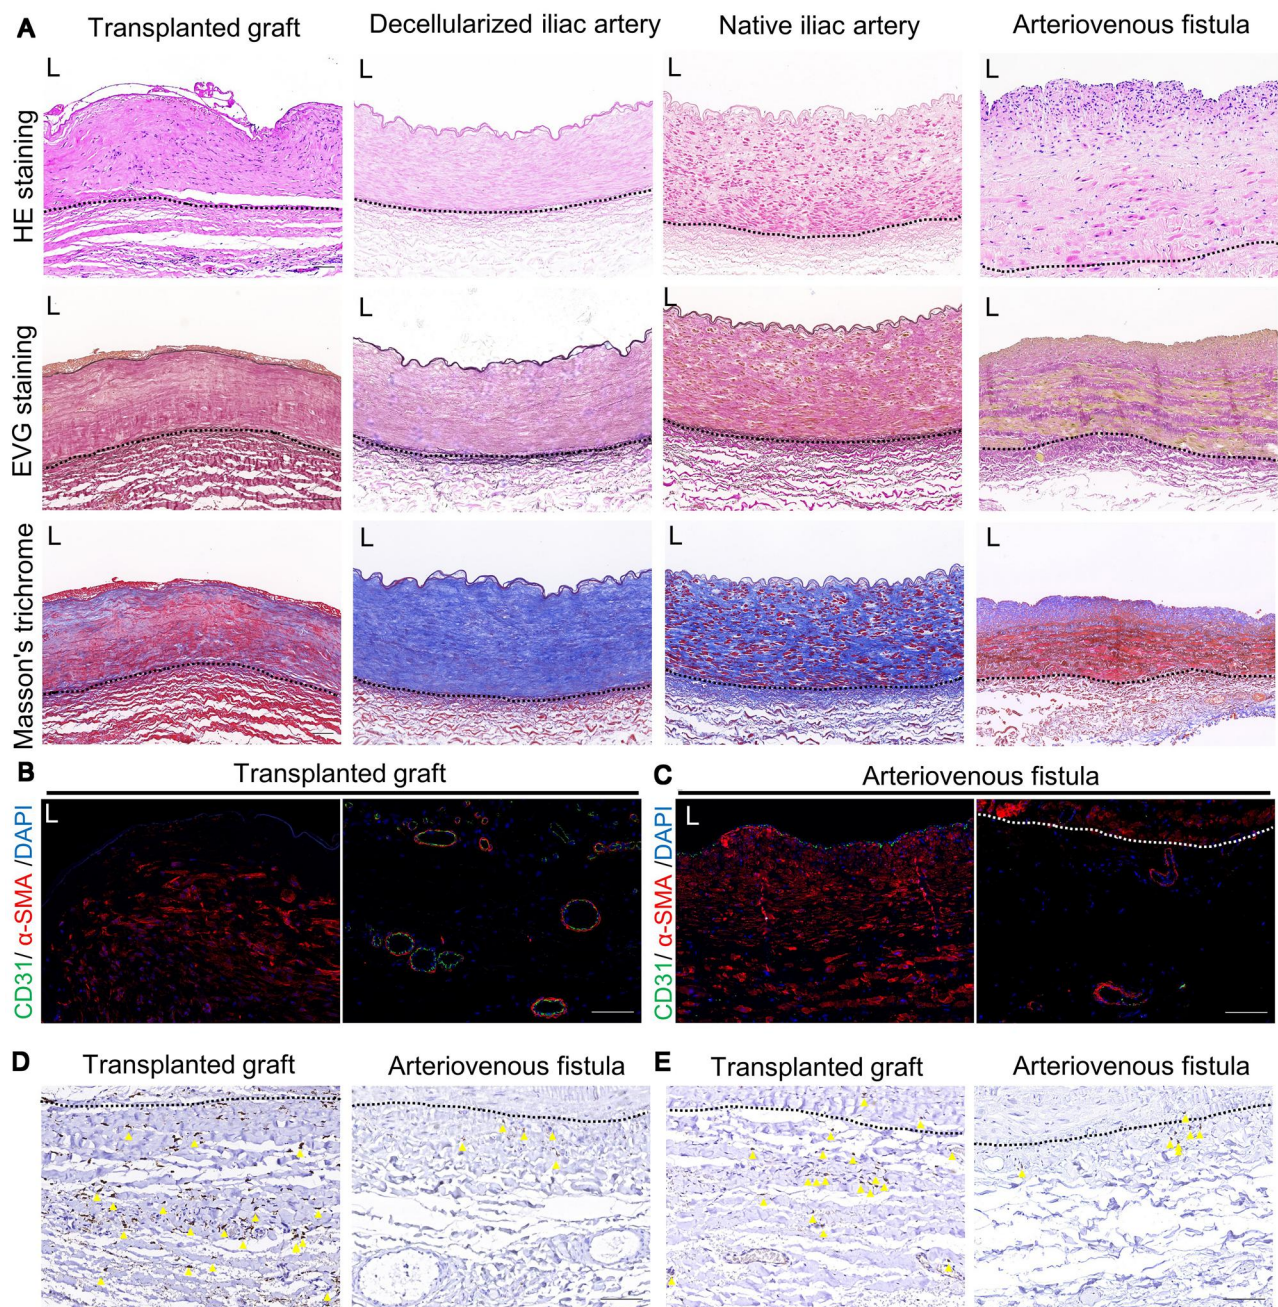 A
Transplanted graft
Decellularized iliac artery
Native iliac artery
Arteriovenous fistula
HE staining
L
L
L
L
EVG staining
L
L
L
L
Masson's trichrome
L
L
L
L
B
Transplanted graft
CD31/ α-SMA /DAPI
L
C
Arteriovenous fistula
CD31/ α-SMA /DAPI
L
D
Transplanted graft
Arteriovenous fistula
E
Transplanted graft
Arteriovenous fistula